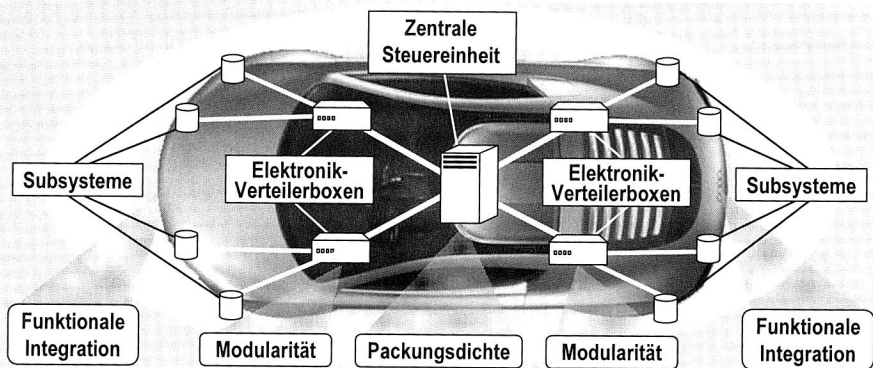 Zentrale
Steuereinheit
Elektronik-
Verteilerboxen
Elektronik-
Verteilerboxen
Subsysteme
Subsysteme
Funktionale
Integration
Modularität
Packungsdichte
Modularität
Funktionale
Integration